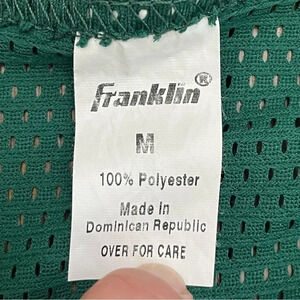 Franklin®
M
100% Polyester
Made in
Dominican Republic
OVER FOR CARE